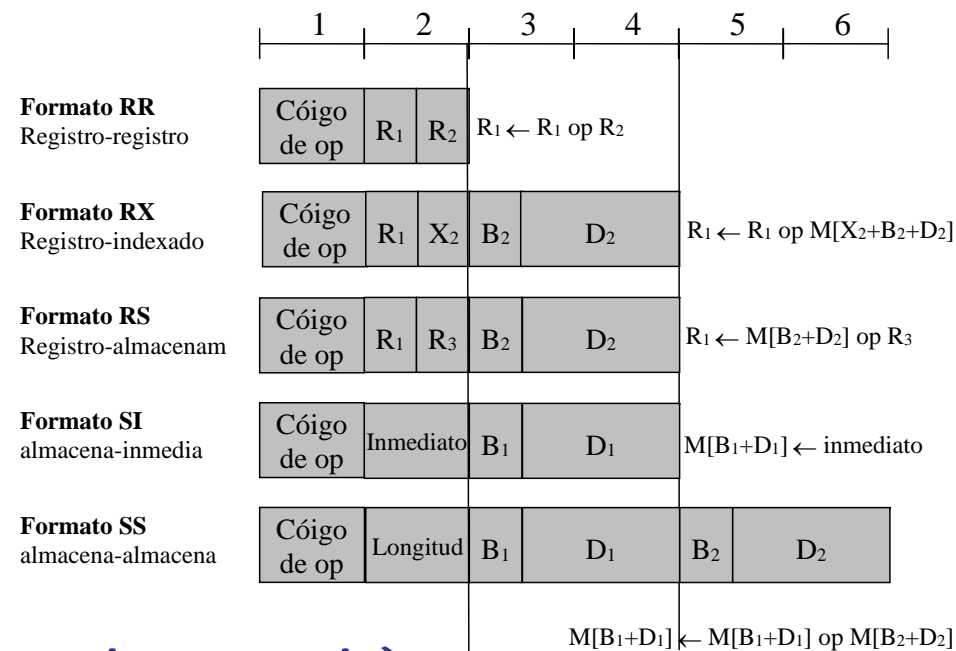 1 2 3 4 5 6
Formato RR
Registro-registro
Cóigo
de op
R1 R2
R1 ← R1 op R2
Formato RX
Registro-indexado
Cóigo
de op
R1 X2 B2 D2
R1 ← R1 op M[X2+B2+D2]
Formato RS
Registro-almacenam
Cóigo
de op
R1 R3 B2 D2
R1 ← M[B2+D2] op R3
Formato SI
almacena-inmedia
Cóigo
de op
Inmediato B1 D1
M[B1+D1] ← inmediato
Formato SS
almacena-almacena
Cóigo
de op
Longitud B1 D1 B2 D2
M[B1+D1] ← M[B1+D1] op M[B2+D2]